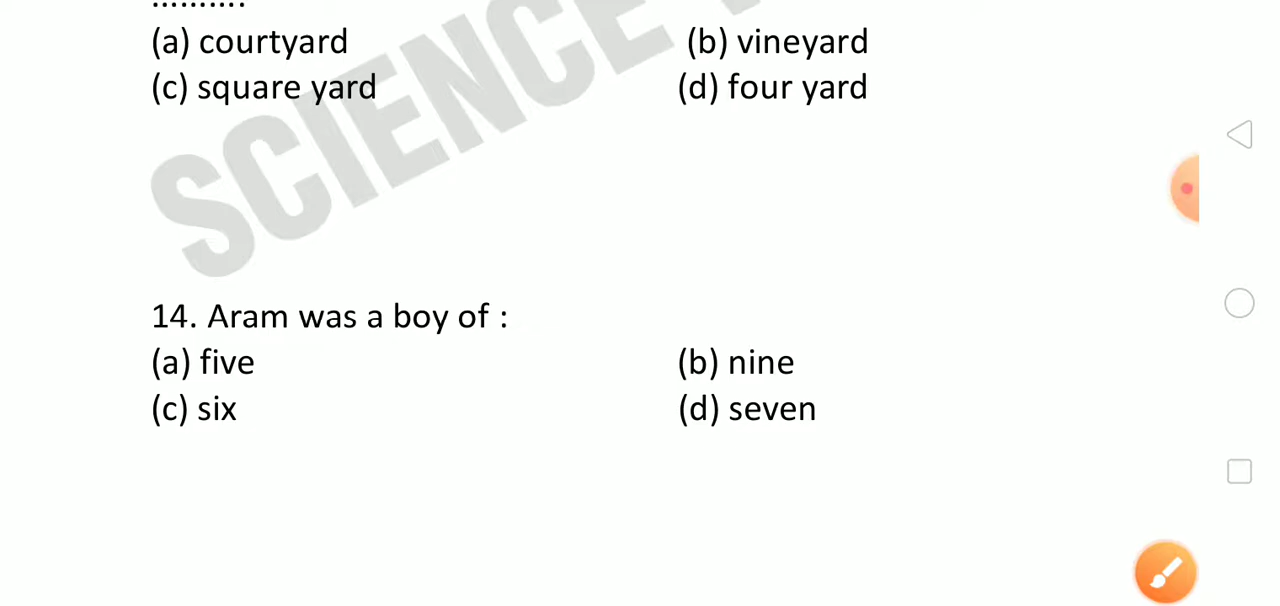 ..........
(a) courtyard (b) vineyard
(c) square yard (d) four yard
SCIENCE
14. Aram was a boy of :
(a) five (b) nine
(c) six (d) seven